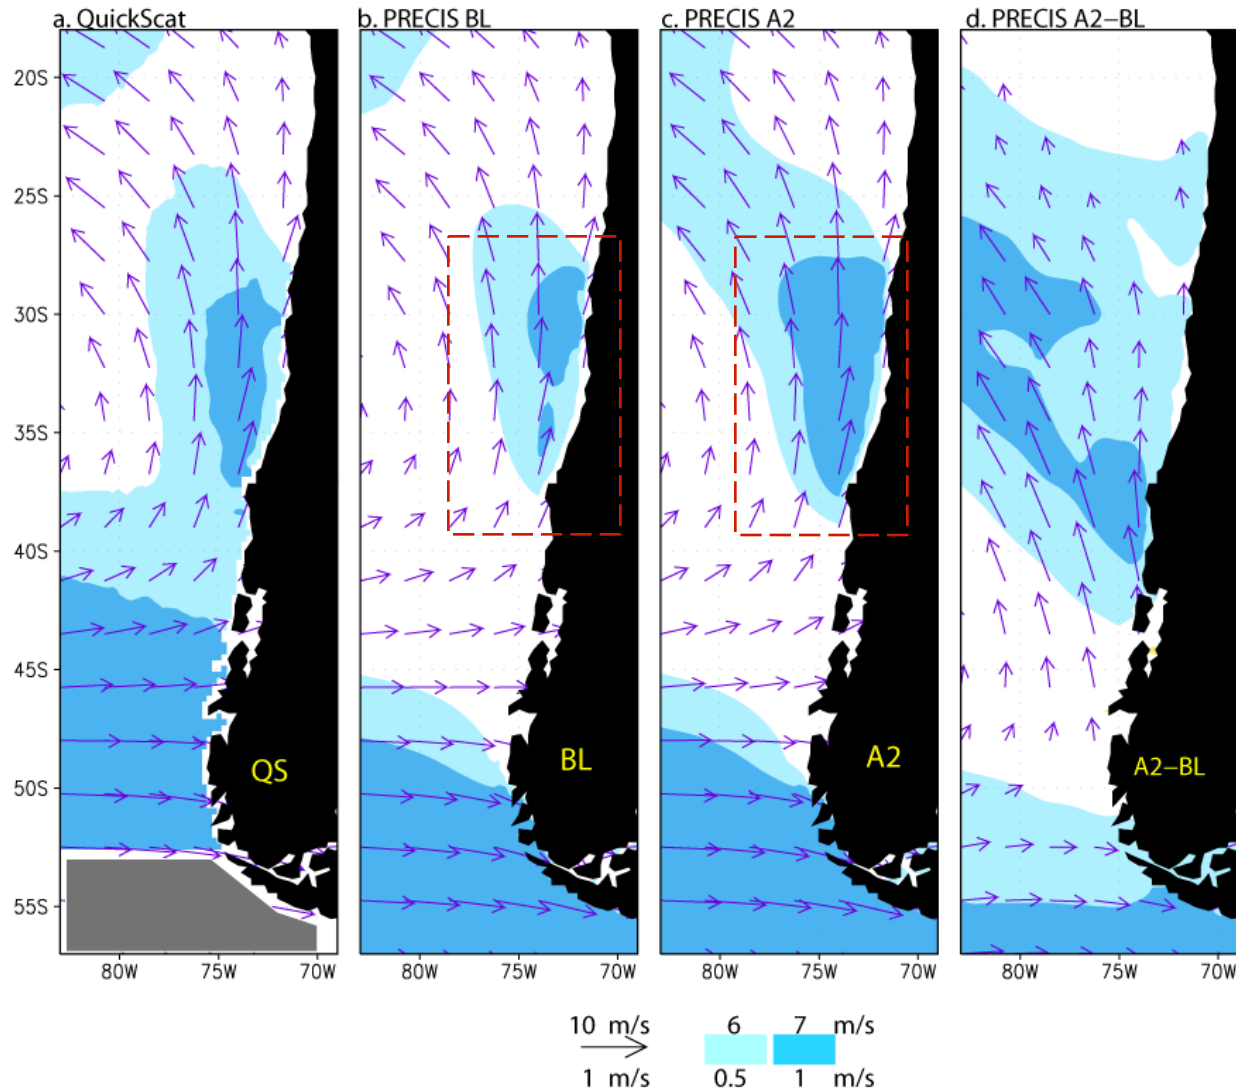 a. QuickScat
b. PRECIS BL
c. PRECIS A2
d. PRECIS A2−BL
20S
25S
30S
35S
40S
45S
50S
55S
QS
BL
A2
A2−BL
80W 75W 70W
80W 75W 70W
80W 75W 70W
80W 75W 70W
10 m/s 6 7 m/s
1 m/s 0.5 1 m/s